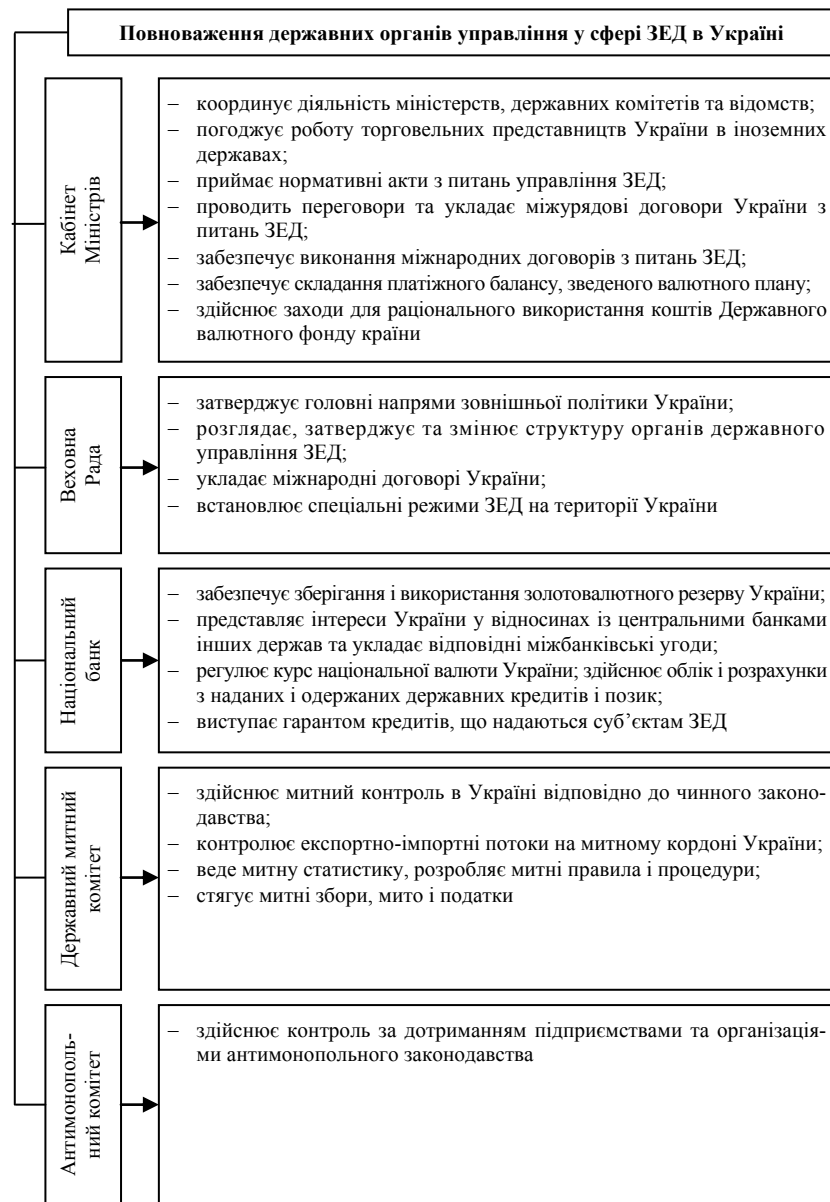 Повноваження державних органів управління у сфері ЗЕД в Україні
Кабінет
Міністрів
– координує діяльність міністерств, державних комітетів та відомств;
– погоджує роботу торговельних представництв України в іноземних
державах;
– приймає нормативні акти з питань управління ЗЕД;
– проводить переговори та укладає міжурядові договори України з
питань ЗЕД;
– забезпечує виконання міжнародних договорів з питань ЗЕД;
– забезпечує складання платіжного балансу, зведеного валютного плану;
– здійснює заходи для раціонального використання коштів Державного
валютного фонду країни
Веховна
Рада
– затверджує головні напрями зовнішньої політики України;
– розглядає, затверджує та змінює структуру органів державного
управління ЗЕД;
– укладає міжнародні договорі України;
– встановлює спеціальні режими ЗЕД на території України
Національний
банк
– забезпечує зберігання і використання золотовалютного резерву України;
– представляє інтереси України у відносинах із центральними банками
інших держав та укладає відповідні міжбанківські угоди;
– регулює курс національної валюти України; здійснює облік і розрахунки
з наданих і одержаних державних кредитів і позик;
– виступає гарантом кредитів, що надаються суб’єктам ЗЕД
Державний митний
комітет
– здійснює митний контроль в Україні відповідно до чинного законо-
давства;
– контролює експортно-імпортні потоки на митному кордоні України;
– веде митну статистику, розробляє митні правила і процедури;
– стягує митні збори, мито і податки
Антимонополь-
ний комітет
– здійснює контроль за дотриманням підприємствами та організація-
ми антимонопольного законодавства